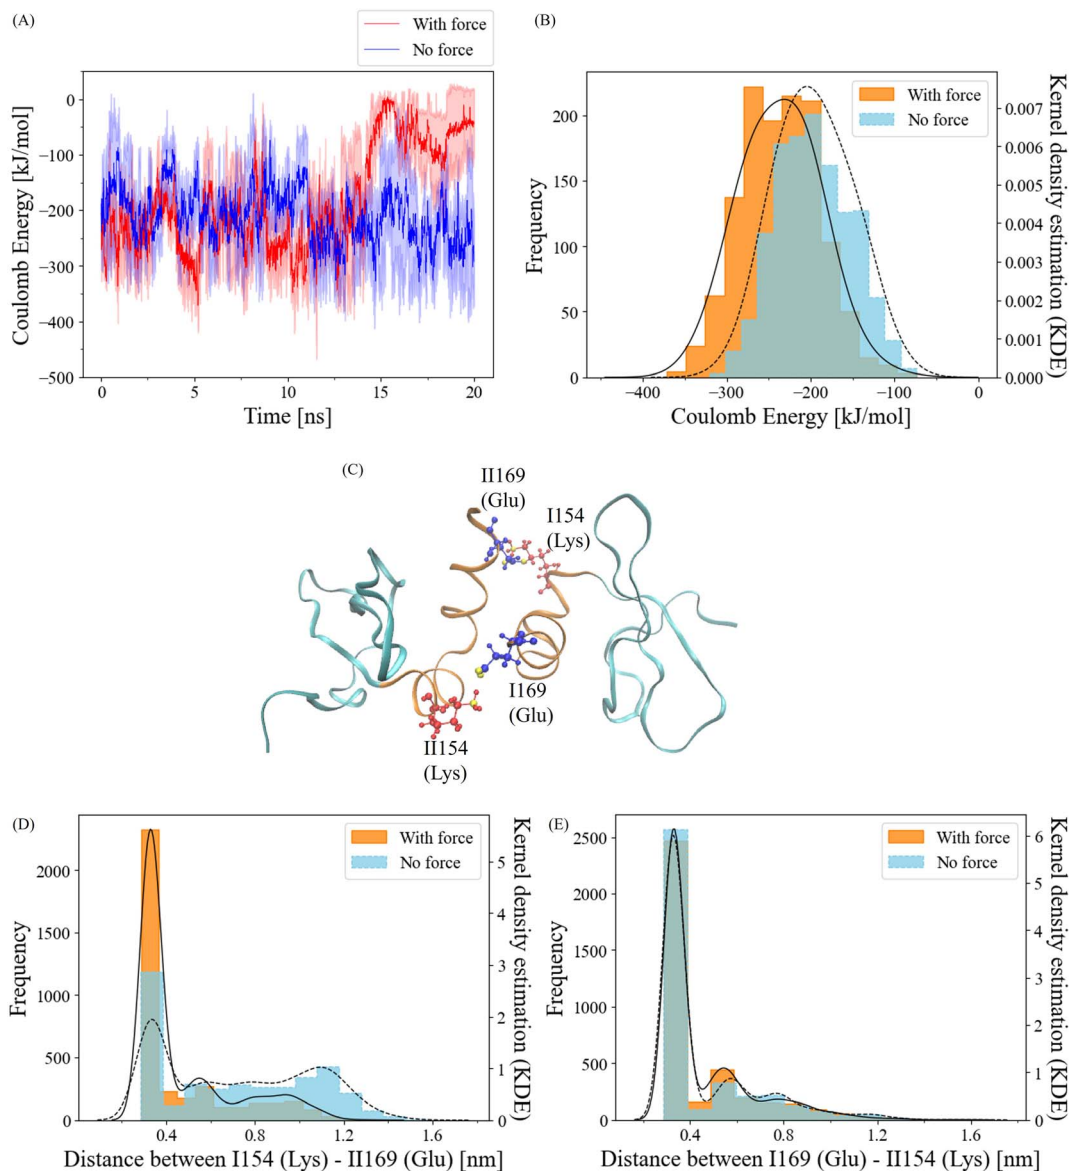 (A)
With force
No force
Coulomb Energy [kJ/mol]
0
−100
−200
−300
−400
−500
0
5
10
15
20
Time [ns]
(B)
With force
No force
Frequency
200
150
100
50
0
Kernel density estimation (KDE)
0.007
0.006
0.005
0.004
0.003
0.002
0.001
0.000
−400
−300
−200
−100
0
Coulomb Energy [kJ/mol]
(C)
II169
(Glu)
I154
(Lys)
I169
(Glu)
II154
(Lys)
(D)
With force
No force
Frequency
2000
1500
1000
500
0
Kernel density estimation (KDE)
5
4
3
2
1
0
0.4
0.8
1.2
1.6
Distance between I154 (Lys) - II169 (Glu) [nm]
(E)
With force
No force
Frequency
2500
2000
1500
1000
500
0
Kernel density estimation (KDE)
6
5
4
3
2
1
0
0.4
0.8
1.2
1.6
Distance between I169 (Glu) - II154 (Lys) [nm]